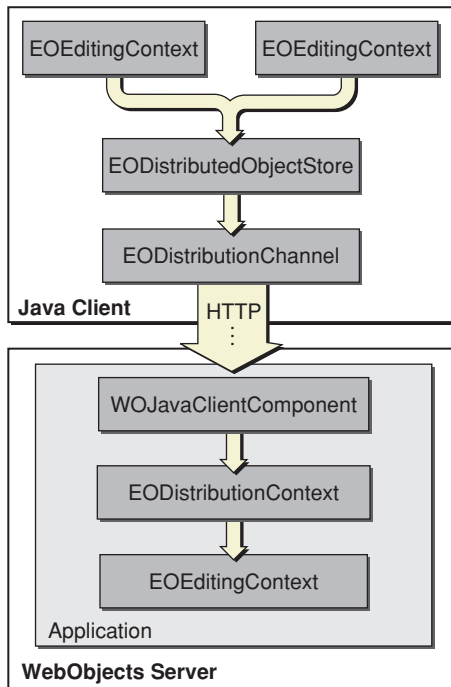 EOEditingContext
EOEditingContext
EODistributedObjectStore
EODistributionChannel
Java Client
HTTP
⋮
WOJavaClientComponent
EODistributionContext
EOEditingContext
Application
WebObjects Server